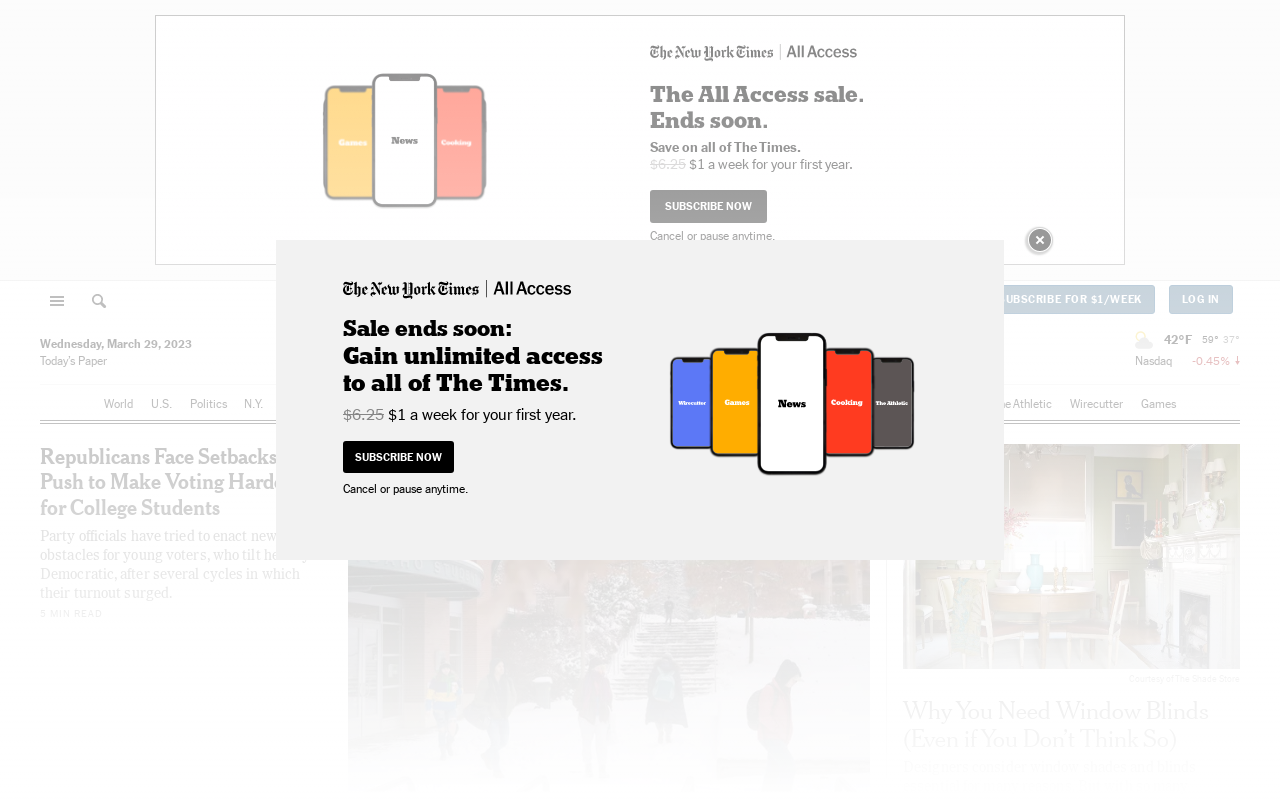 The New York Times | All Access
The All Access sale.
Ends soon.
Save on all of The Times.
$6.25 $1 a week for your first year.
SUBSCRIBE NOW
Cancel or pause anytime.
Games
News
Cooking
SUBSCRIBE FOR $1/WEEK
LOG IN
Wednesday, March 29, 2023
Today's Paper
42°F 59° 37°
Nasdaq -0.45%
World U.S. Politics N.Y.
The Athletic Wirecutter Games
The New York Times | All Access
Sale ends soon:
Gain unlimited access
to all of The Times.
$6.25 $1 a week for your first year.
SUBSCRIBE NOW
Cancel or pause anytime.
Wirecutter
Games
News
Cooking
The Athletic
Republicans Face Setbacks
Push to Make Voting Harder
for College Students
Party officials have tried to enact new
obstacles for young voters, who tilt
Democratic, after several cycles in which
their turnout surged.
5 MIN READ
Courtesy of The Shade Store
Why You Need Window Blinds
(Even if You Don't Think So)